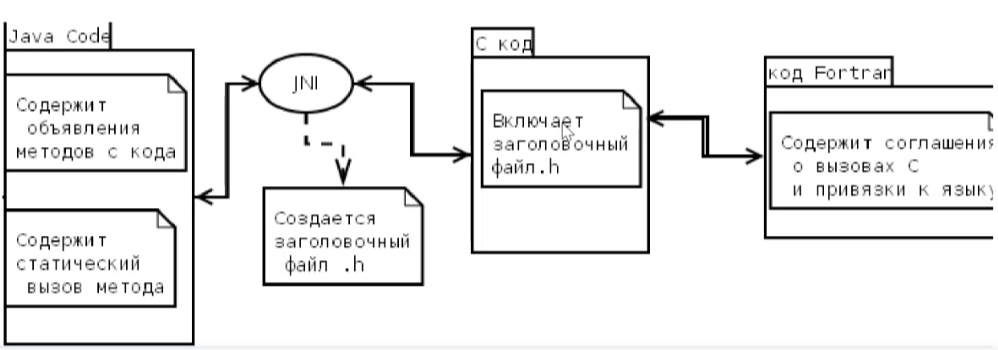 Java Code
Содержит
объявления
методов с кода
Содержит
статический
вызов метода
JNI
Создается
заголовочный
файл .h
С код
Включает
заголовочный
файл.h
код Fortran
Содержит соглашения
о вызовах С
и привязки к языку